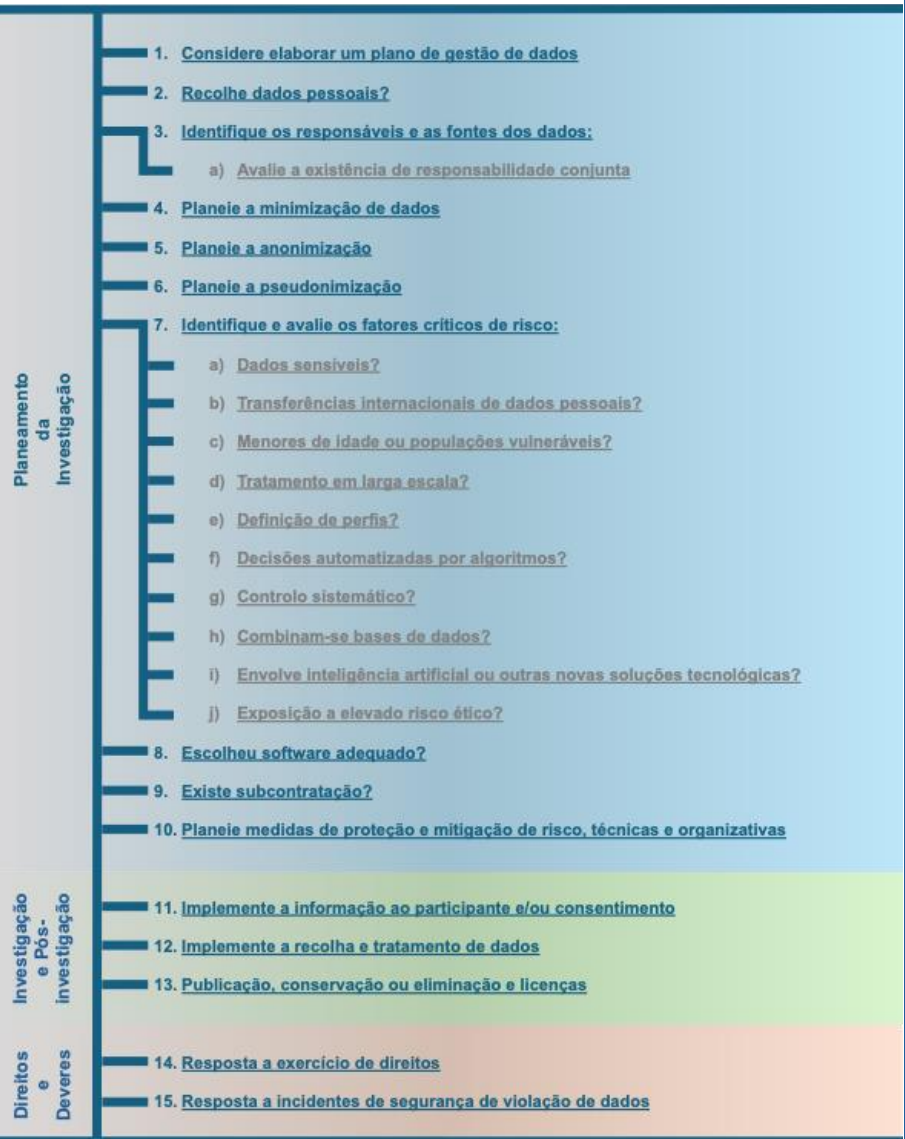 Planeamento
da
Investigação
1. Considere elaborar um plano de gestão de dados
2. Recolhe dados pessoais?
3. Identifique os responsáveis e as fontes dos dados:
a) Avalie a existência de responsabilidade conjunta
4. Planeie a minimização de dados
5. Planeie a anonimização
6. Planeie a pseudonimização
7. Identifique e avalie os fatores críticos de risco:
a) Dados sensíveis?
b) Transferências internacionais de dados pessoais?
c) Menores de idade ou populações vulneráveis?
d) Tratamento em larga escala?
e) Definição de perfis?
f) Decisões automatizadas por algoritmos?
g) Controlo sistemático?
h) Combinam-se bases de dados?
i) Envolve inteligência artificial ou outras novas soluções tecnológicas?
j) Exposição a elevado risco ético?
8. Escolheu software adequado?
9. Existe subcontratação?
10. Planeie medidas de proteção e mitigação de risco, técnicas e organizativas
Investigação
e Pós-
investigação
11. Implemente a informação ao participante e/ou consentimento
12. Implemente a recolha e tratamento de dados
13. Publicação, conservação ou eliminação e licenças
Direitos
e
Deveres
14. Resposta a exercício de direitos
15. Resposta a incidentes de segurança de violação de dados